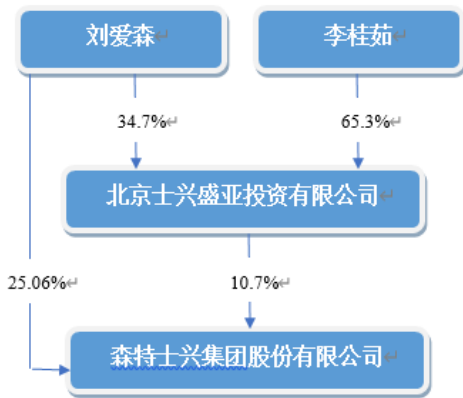 刘爱森
李桂茹
34.7%
65.3%
北京士兴盛亚投资有限公司
25.06%
10.7%
森特士兴集团股份有限公司